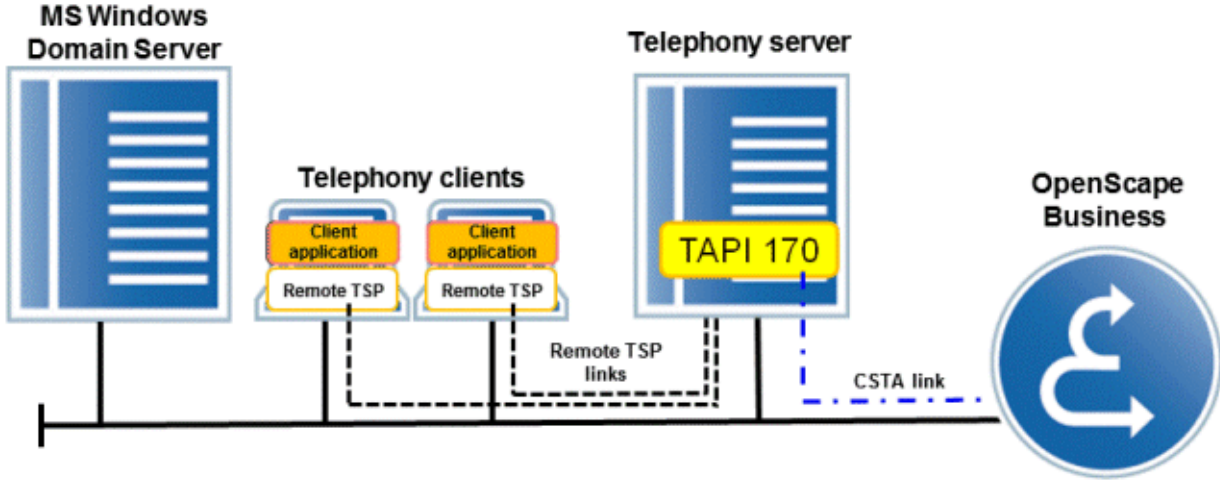 MS Windows
Domain Server
Telephony server
Telephony clients
OpenScape
Business
Client
application
Client
application
TAPI 170
Remote TSP
Remote TSP
Remote TSP
links
CSTA link